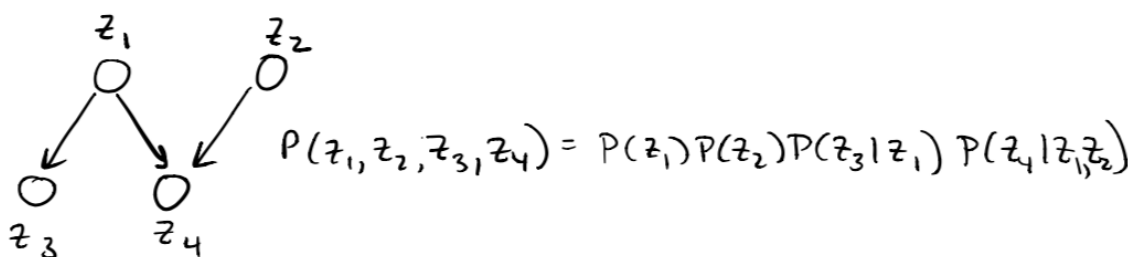 z₁ z₂
P(z₁, z₂, z₃, z₄) = P(z₁)P(z₂)P(z₃|z₁) P(z₄|z₁,z₂)
z₃ z₄